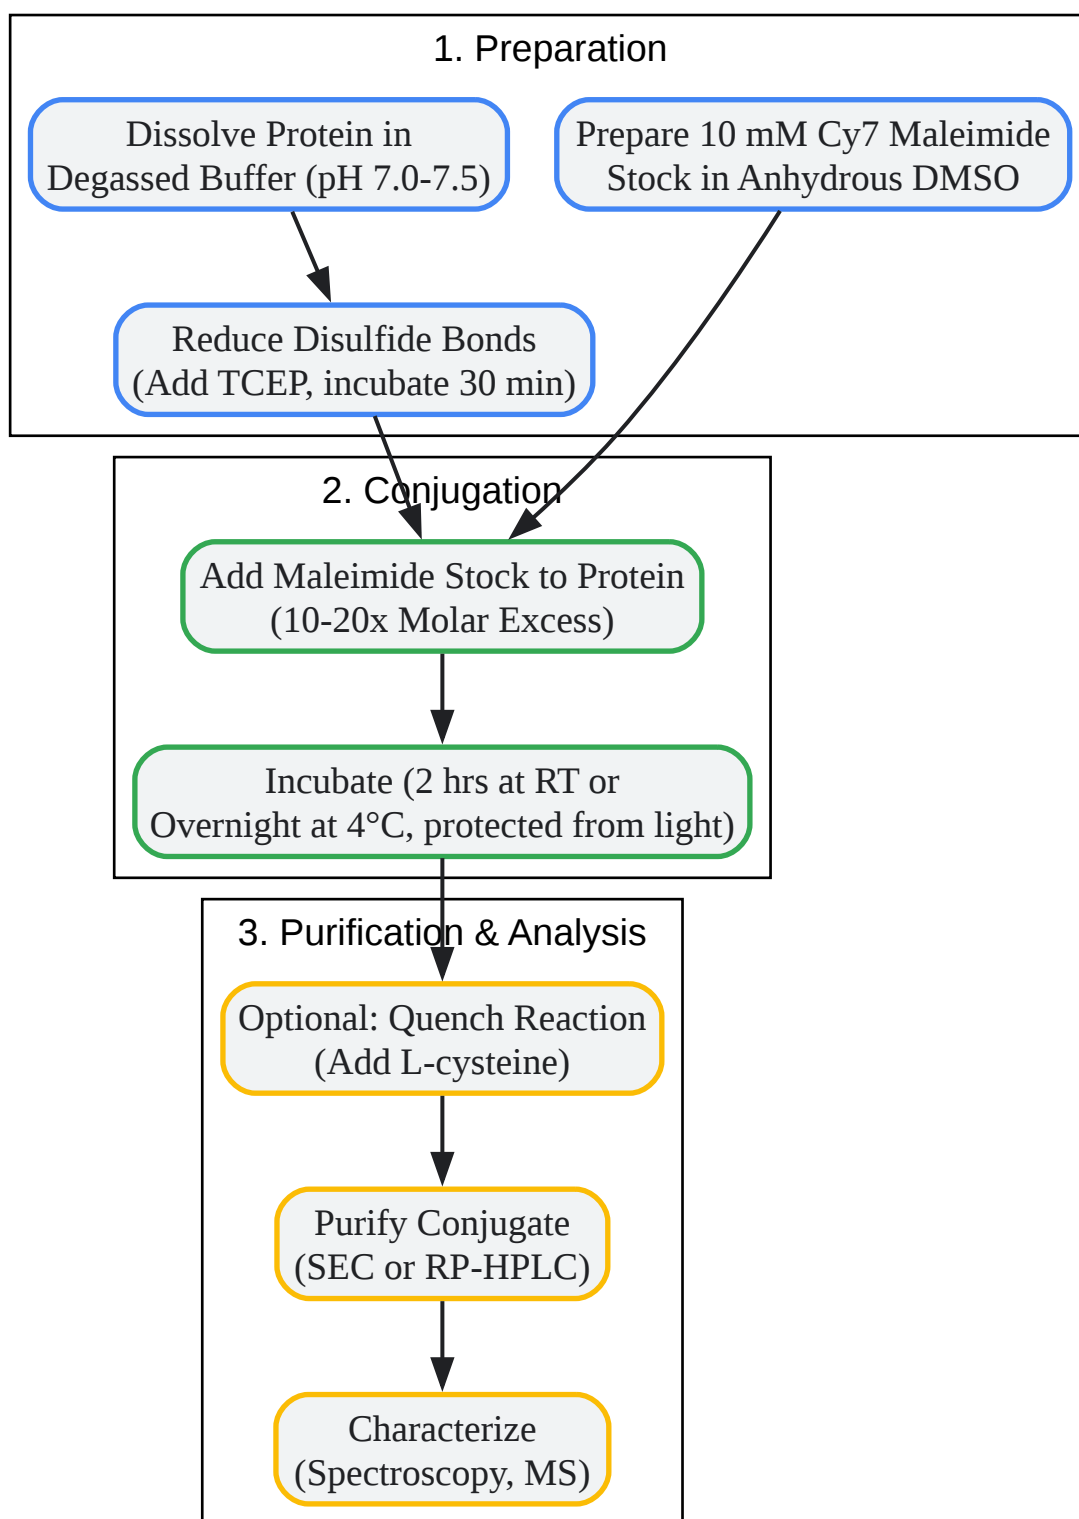 1. Preparation
Dissolve Protein in
Degassed Buffer (pH 7.0-7.5)
Prepare 10 mM Cy7 Maleimide
Stock in Anhydrous DMSO
Reduce Disulfide Bonds
(Add TCEP, incubate 30 min)
2. Conjugation
Add Maleimide Stock to Protein
(10-20x Molar Excess)
Incubate (2 hrs at RT or
Overnight at 4°C, protected from light)
3. Purification & Analysis
Optional: Quench Reaction
(Add L-cysteine)
Purify Conjugate
(SEC or RP-HPLC)
Characterize
(Spectroscopy, MS)